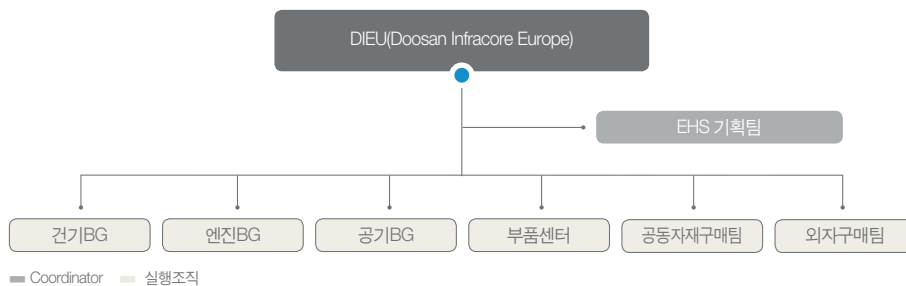 DIEU(Doosan Infracore Europe)
EHS 기획팀
건기BG
엔진BG
공기BG
부품센터
공동자재구매팀
외자구매팀
Coordinator
실행조직